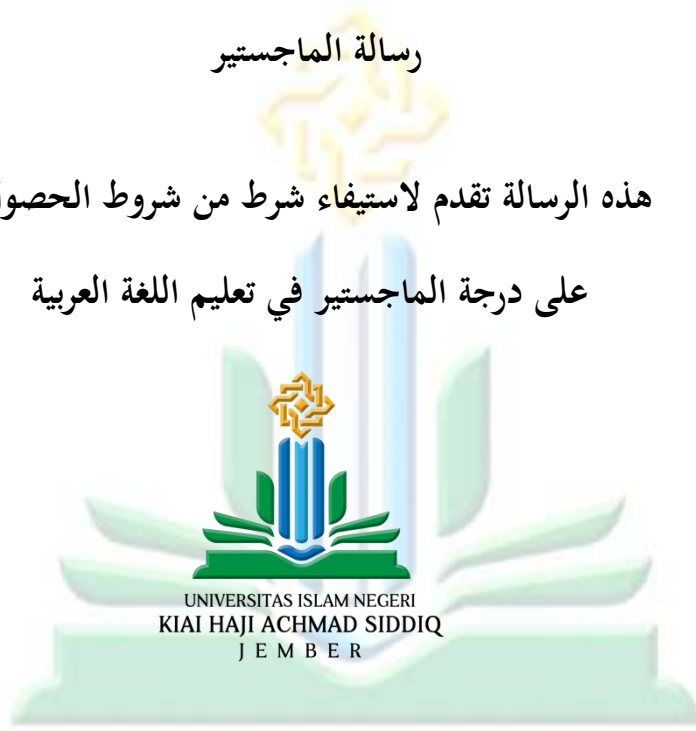 رسالة الماجستير
هذه الرسالة تقدم لاستيفاء شرط من شروط
على درجة الماجستير في تعليم اللغة العربية
UNIVERSITAS ISLAM NEGERI
KIAI HAJI ACHMAD SIDDIQ
JEMBER